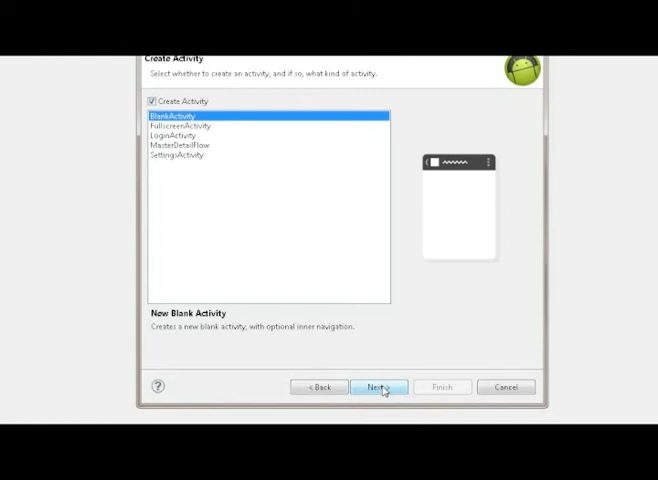 Create Activity
Select whether to create an activity, and if so, what kind of activity.
Create Activity
BlankActivity
FullscreenActivity
LoginActivity
MasterDetailFlow
SettingsActivity
New Blank Activity
Creates a new blank activity, with optional inner navigation.
?
< Back
Next >
Finish
Cancel